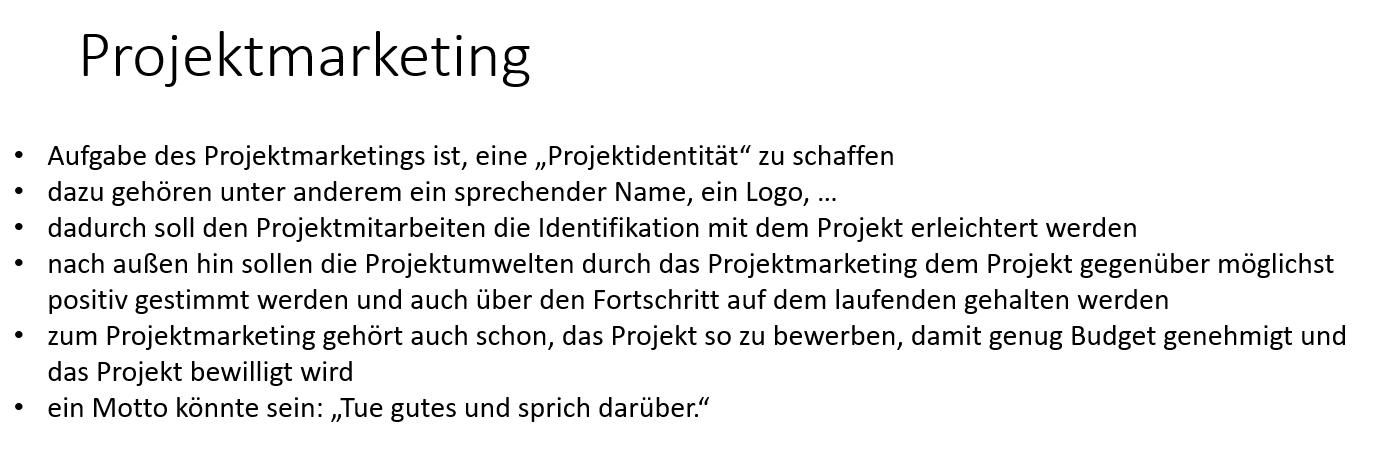 Projektmarketing
• Aufgabe des Projektmarketings ist, eine „Projektidentität“ zu schaffen
• dazu gehören unter anderem ein sprechender Name, ein Logo, …
• dadurch soll den Projektmitarbeiten die Identifikation mit dem Projekt erleichtert werden
• nach außen hin sollen die Projektumwelten durch das Projektmarketing dem Projekt gegenüber möglichst
positiv gestimmt werden und auch über den Fortschritt auf dem laufenden gehalten werden
• zum Projektmarketing gehört auch schon, das Projekt so zu bewerben, damit genug Budget genehmigt und
das Projekt bewilligt wird
• ein Motto könnte sein: „Tue gutes und sprich darüber.“